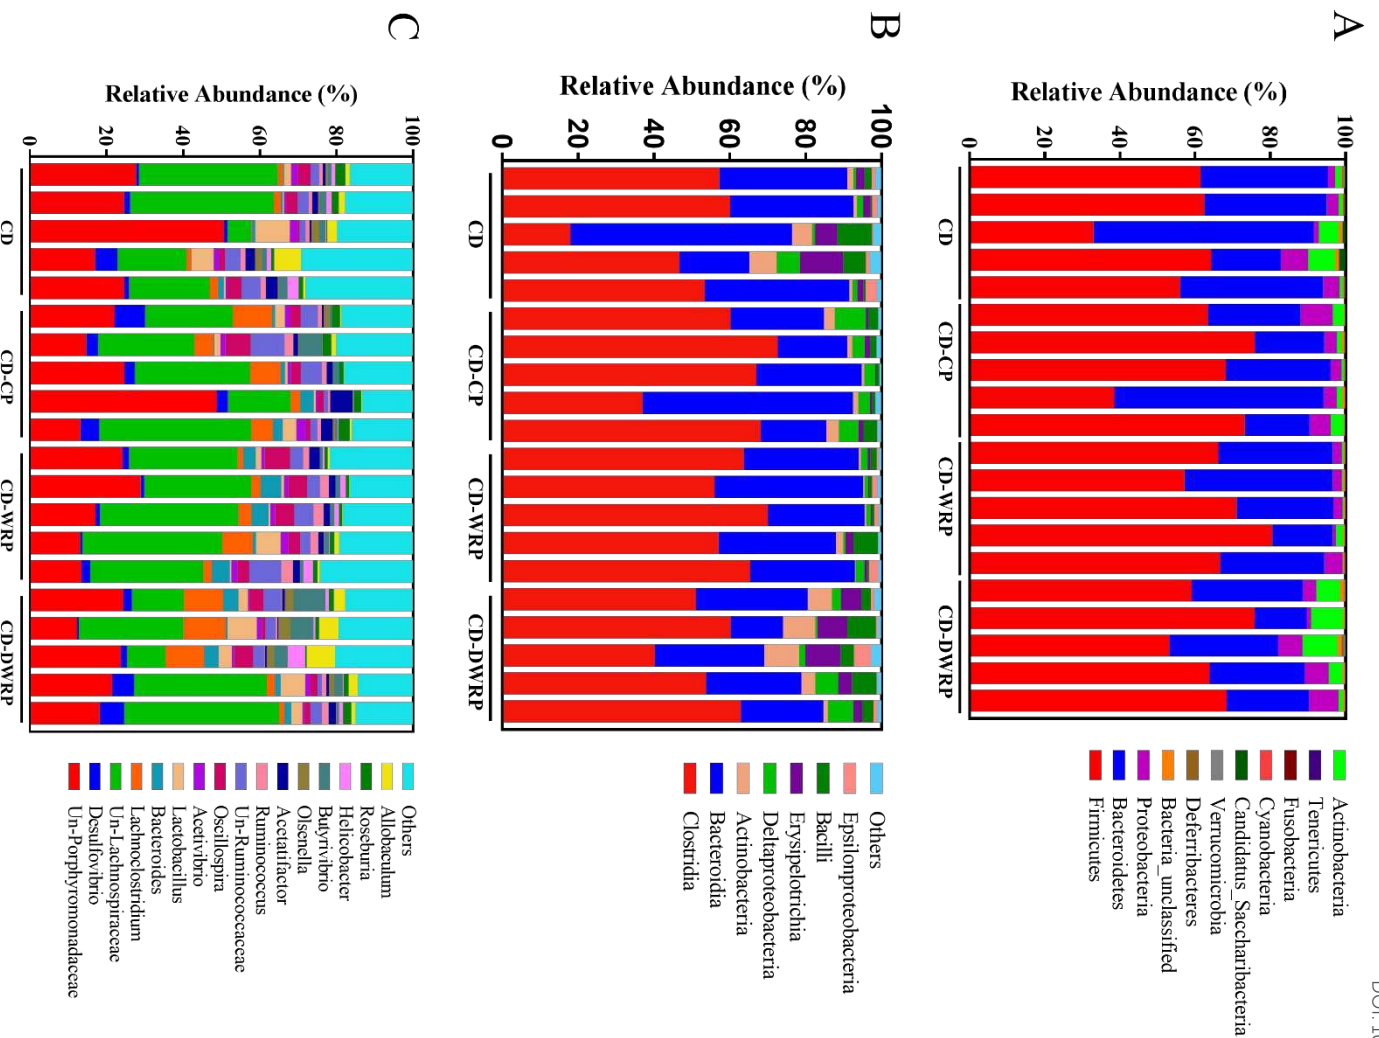 A
Relative Abundance (%)
0
20
40
60
80
100
CD
CD-CP
CD-WRP
CD-DWRP
Actinobacteria
Tenericutes
Fusobacteria
Cyanobacteria
Candidatus_Saccharibacteria
Verrucomicrobia
Deferribacteres
Bacteria_unclassified
Proteobacteria
Bacteroidetes
Firmicutes
B
Relative Abundance (%)
0
20
40
60
80
100
CD
CD-CP
CD-WRP
CD-DWRP
Others
Epsilonproteobacteria
Bacilli
Erysipelotrichia
Deltaproteobacteria
Actinobacteria
Bacteroidia
Clostridia
C
Relative Abundance (%)
0
20
40
60
80
100
CD
CD-CP
CD-WRP
CD-DWRP
Others
Allobaculum
Roseburia
Helicobacter
Butyrivibrio
Olsenella
Acetatifactor
Ruminococcus
Un-Ruminococcaceae
Oscillospira
Acetivibrio
Lactobacillus
Bacteroides
Lachnoclostridium
Un-Lachnospiraceae
Desulfovibrio
Un-Porphyromonadaceae